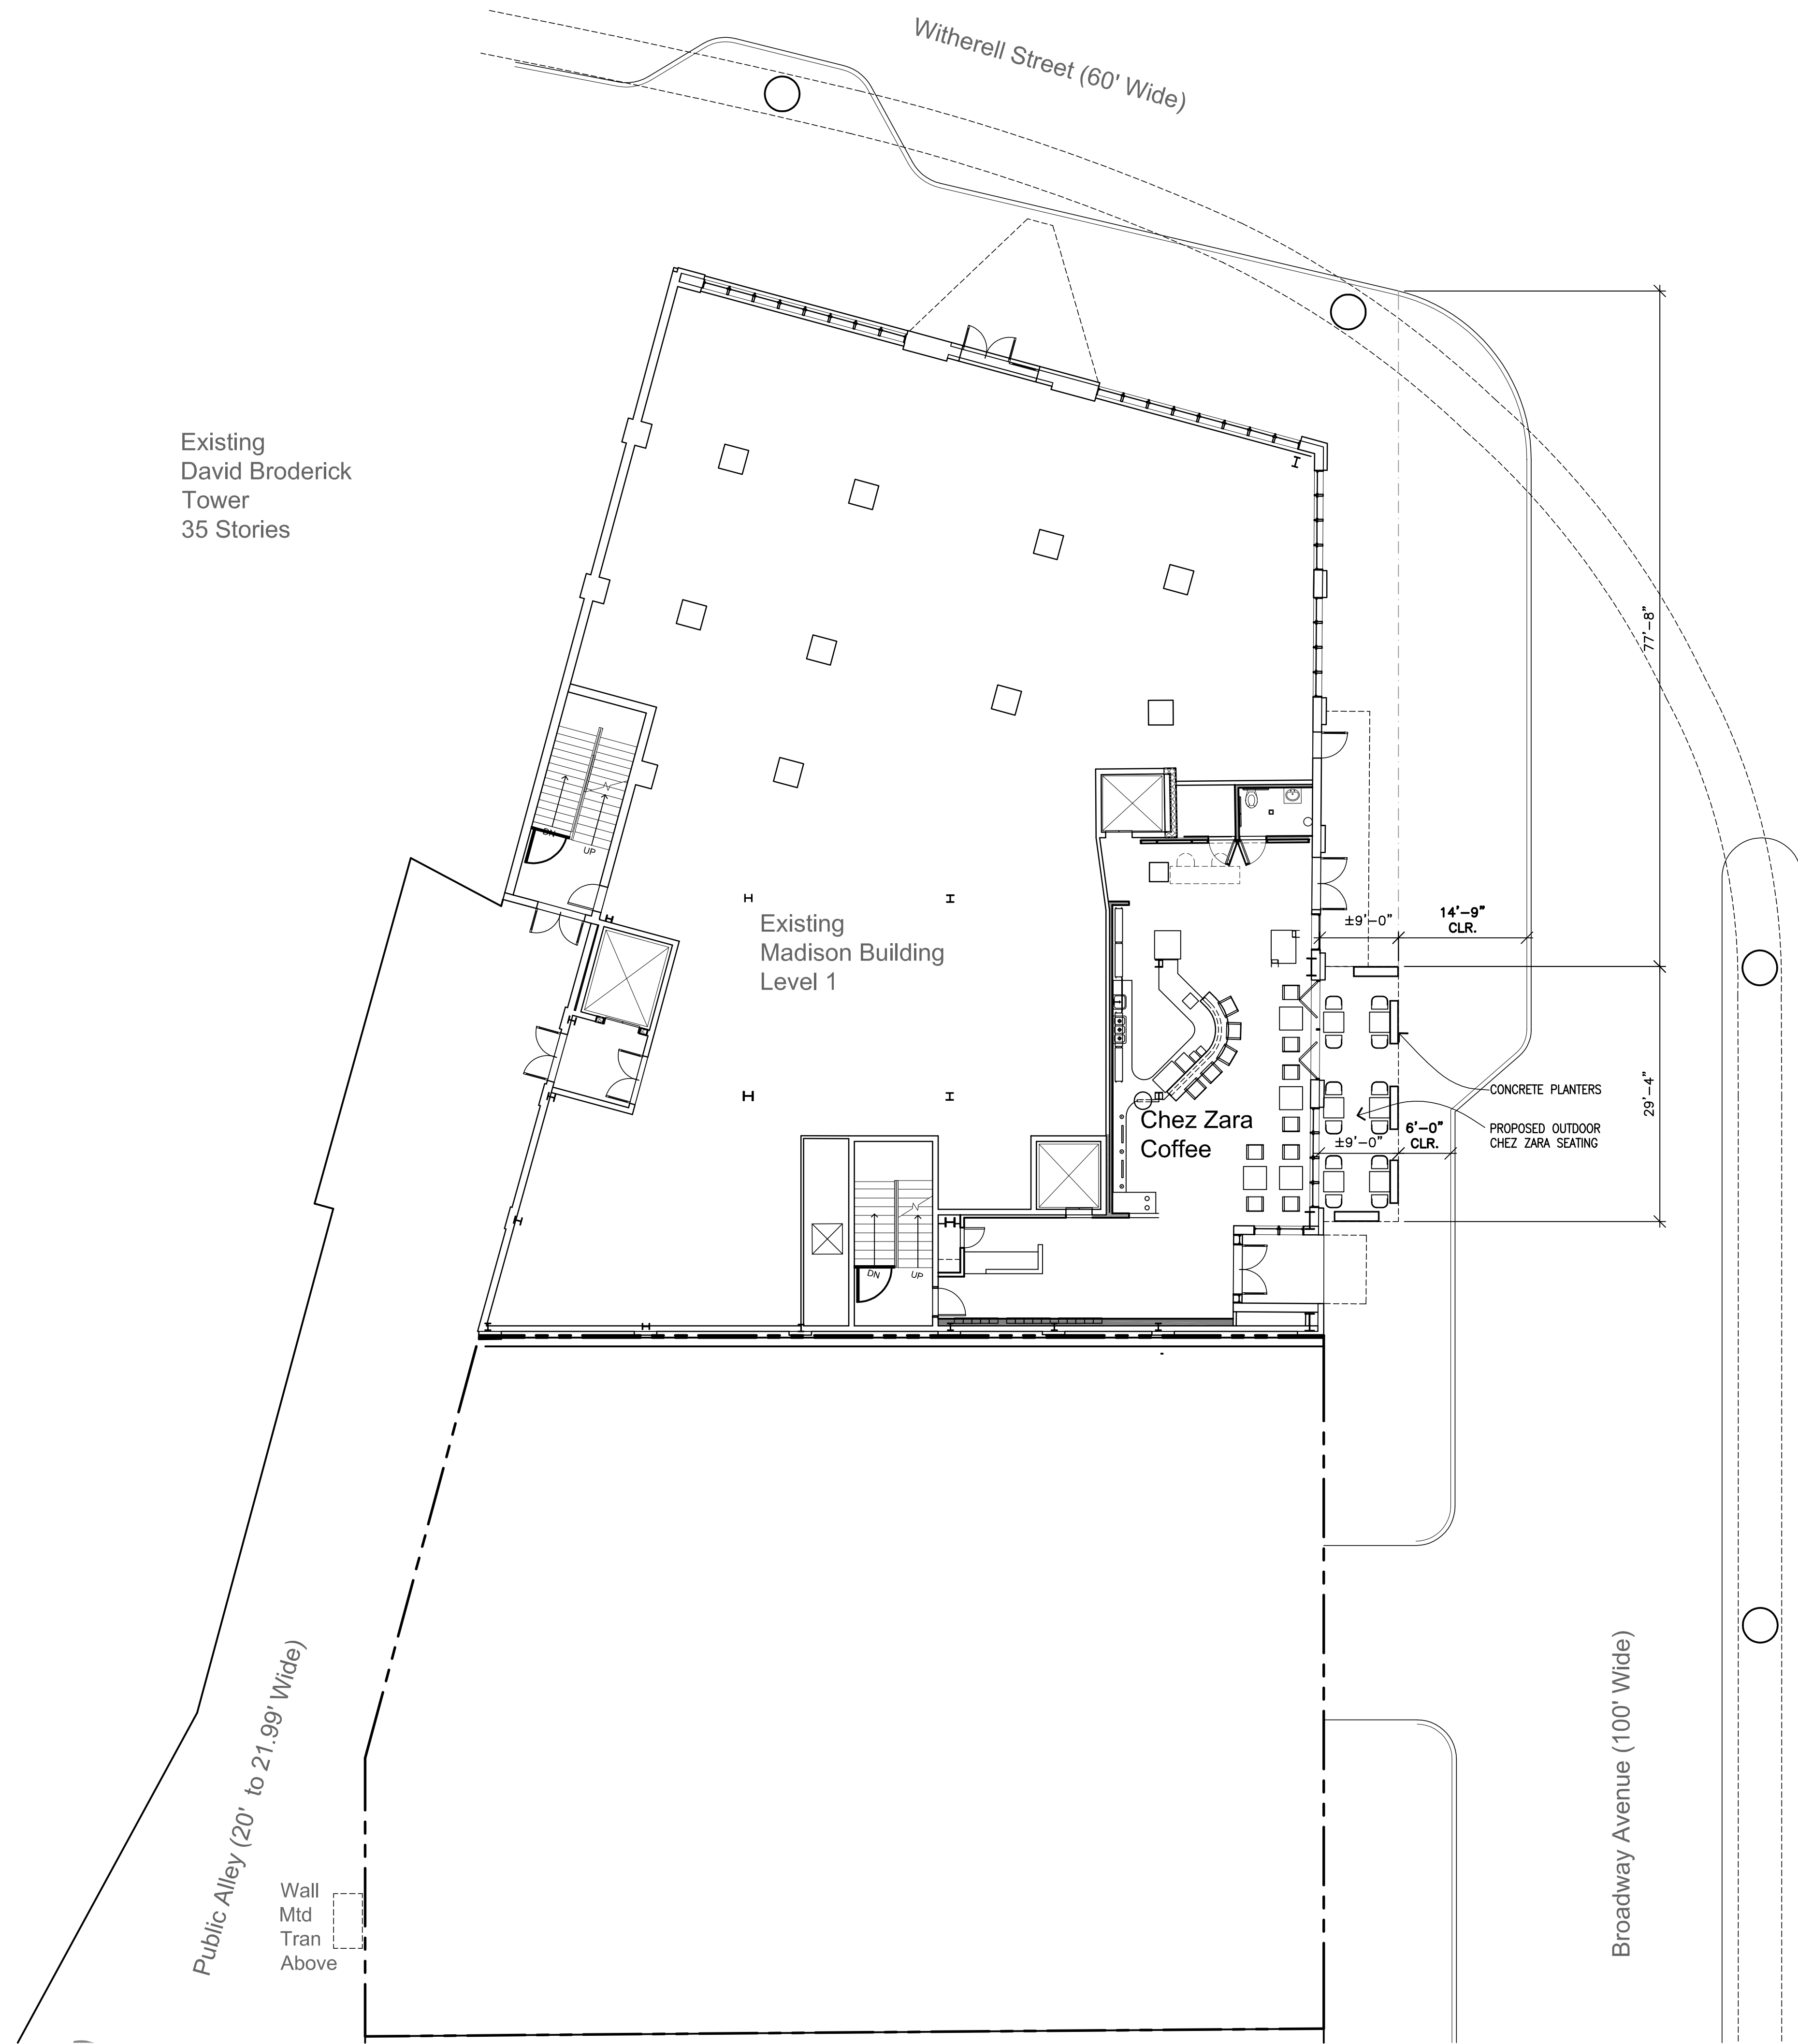 Witherell Street (60' Wide)
Existing
David Broderick
Tower
35 Stories
77'-8"
DN
UP
Existing
Madison Building
Level 1
±9'-0"
14'-9"
CLR.
CONCRETE PLANTERS
29'-4"
Chez Zara
Coffee
±9'-0"
6'-0"
CLR.
PROPOSED OUTDOOR
CHEZ ZARA SEATING
DN
UP
Public Alley (20' to 21.99' Wide)
Broadway Avenue (100' Wide)
Wall
Mtd
Tran
Above